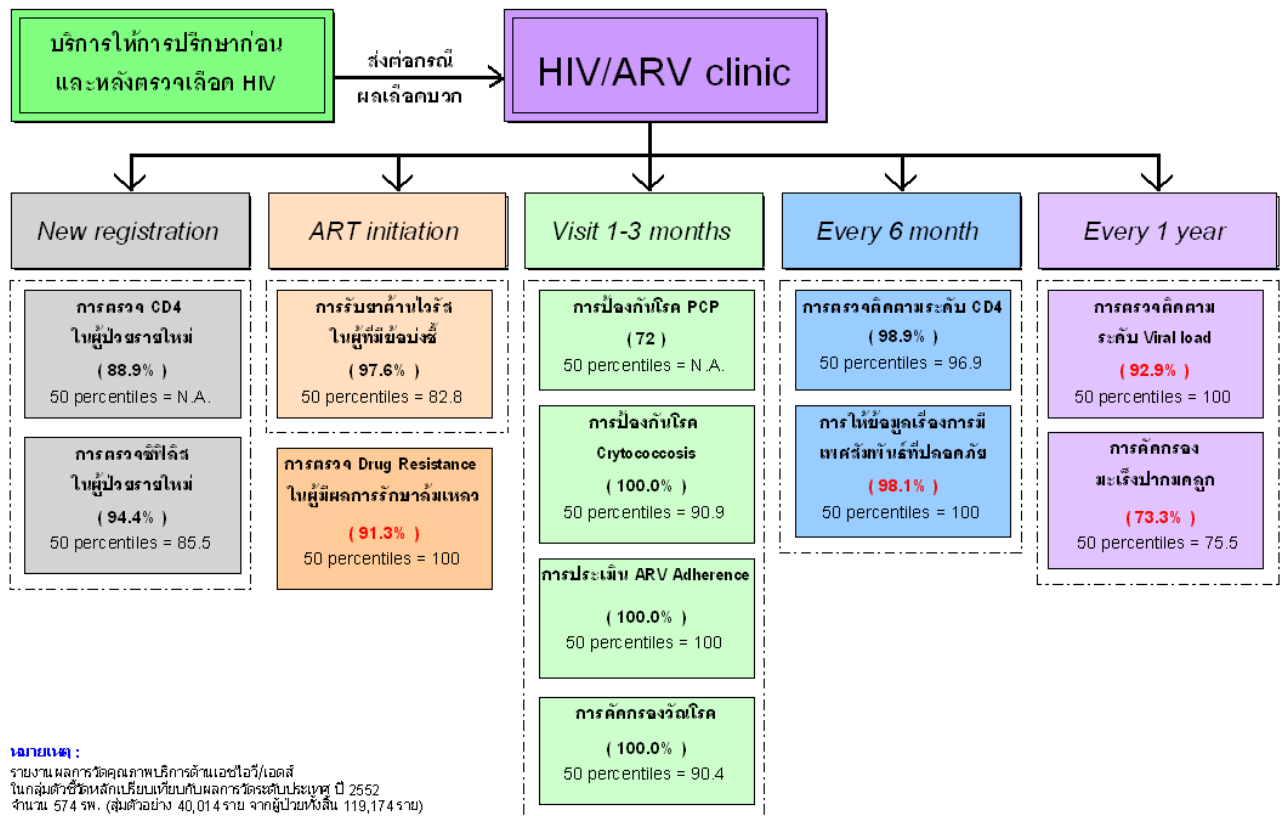 บริการให้การปรึกษาก่อน
และหลังตรวจเลือด HIV
ส่งต่อกรณี
ผลเลือดบวก
HIV/ARV clinic
New registration
การตรวจ CD4
ในผู้ป่วยรายใหม่
( 88.9% )
50 percentiles = N.A.
การตรวจซิฟิลิส
ในผู้ป่วยรายใหม่
( 94.4% )
50 percentiles = 85.5
ART initiation
การรับยาต้านไวรัส
ในผู้ที่มีข้อบ่งชี้
( 97.6% )
50 percentiles = 82.8
การตรวจ Drug Resistance
ในผู้มีผลการรักษาล้มเหลว
( 91.3% )
50 percentiles = 100
Visit 1-3 months
การป้องกันโรค PCP
( 72 )
50 percentiles = N.A.
การป้องกันโรค
Crytococcosis
( 100.0% )
50 percentiles = 90.9
การประเมิน ARV Adherence
( 100.0% )
50 percentiles = 100
การคัดกรองวัณโรค
( 100.0% )
50 percentiles = 90.4
Every 6 month
การตรวจติดตามระดับ CD4
( 98.9% )
50 percentiles = 96.9
การให้ข้อมูลเรื่องการมี
เพศสัมพันธ์ที่ปลอดภัย
( 98.1% )
50 percentiles = 100
Every 1 year
การตรวจติดตาม
ระดับ Viral load
( 92.9% )
50 percentiles = 100
การคัดกรอง
มะเร็งปากมดลูก
( 73.3% )
50 percentiles = 75.5
หมายเหตุ :
รายงานผลการวัดคุณภาพบริการด้านเอชไอวี/เอดส์
ในกลุ่มตัวชี้วัดหลักเปรียบเทียบกับผลการวัดระดับประเทศ ปี 2552
จำนวน 574 รพ. (สุ่มตัวอย่าง 40,014 ราย จากผู้ป่วยทั้งสิ้น 119,174 ราย)